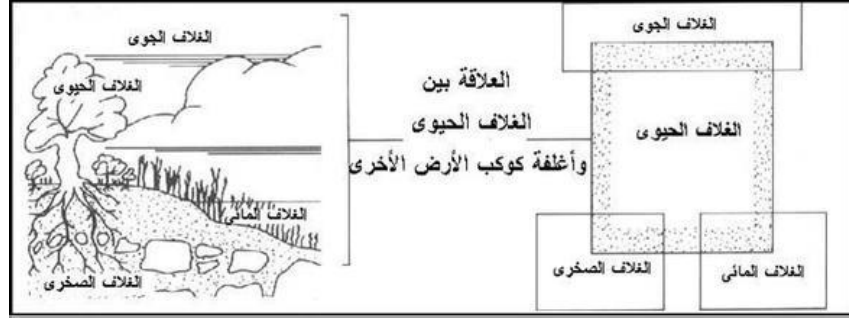 الغلاف الجوى
الغلاف الجوى
الغلاف الحيوى
العلاقة بين
الغلاف الحيوى
وأغلفة كوكب الأرض الأخرى
الغلاف الحيوى
الغلاف المائى
الغلاف الصخرى
الغلاف المائى
الغلاف الصخرى